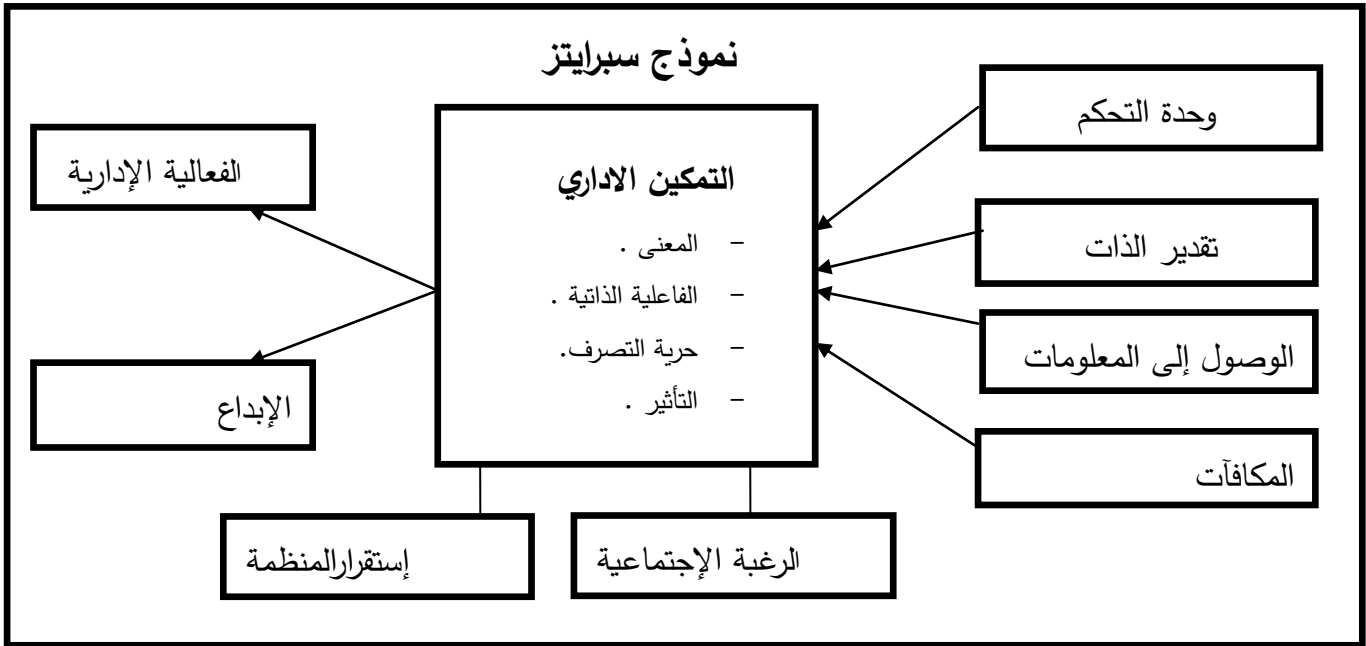 نموذج سبرايتز
وحدة التحكم
تقدير الذات
الوصول إلى المعلومات
المكافآت
التمكين الاداري
- المعنى .
- الفاعلية الذاتية .
- حرية التصرف.
- التأثير .
الفعالية الإدارية
الإبداع
الرغبة الإجتماعية
إستقرارالمنظمة